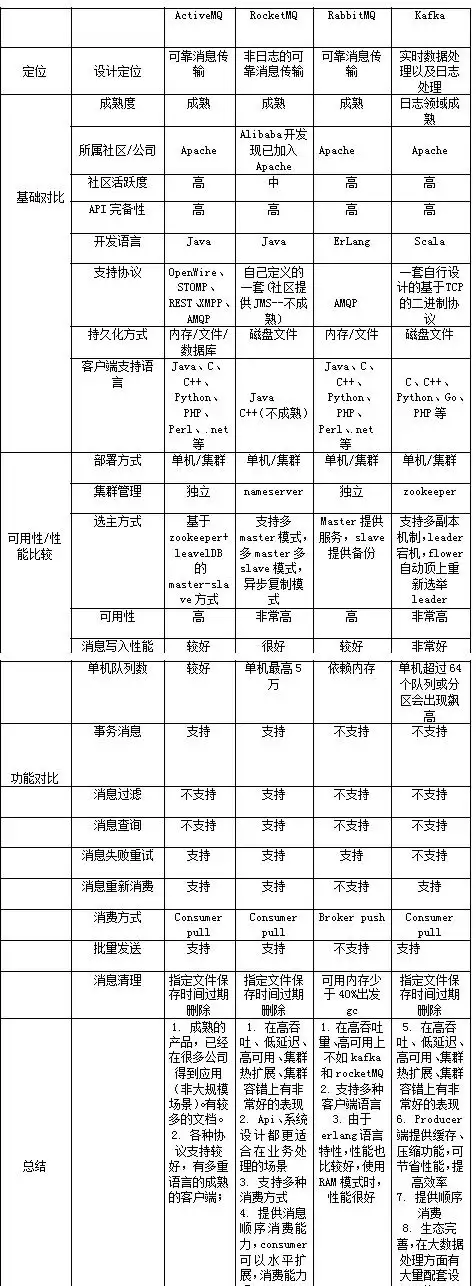 ActiveMQ RocketMQ RabbitMQ Kafka
定位 设计定位 可靠消息传输 非日志的可靠消息传输 可靠消息传输 实时数据处理以及日志处理
基础对比 成熟度 成熟 成熟 成熟 日志领域成熟
所属社区/公司 Apache Alibaba开发现已加入Apache Apache Apache
社区活跃度 高 中 高 高
API完备性 高 高 高 高
开发语言 Java Java ErLang Scala
支持协议 OpenWire、STOMP、REST、XMPP、AMQP 自己定义的一套(社区提供JMS--不成熟) AMQP 一套自行设计的基于TCP的二进制协议
持久化方式 内存/文件/数据库 磁盘文件 内存/文件 磁盘文件
客户端支持语言 Java、C、C++、Python、PHP、Perl、.net等 Java C++(不成熟) Java、C、C++、Python、PHP、Perl、.net等 C、C++、Python、Go、PHP等
可用性/性能比较 部署方式 单机/集群 单机/集群 单机/集群 单机/集群
集群管理 独立 nameserver 独立 zookeeper
选主方式 基于zookeeper+leavelDB的master-slave方式 支持多master模式,多master多slave模式,异步复制模式 Master提供服务,slave提供备份 支持多副本机制,leader宕机,flower自动顶上重新选举leader
可用性 高 非常高 高 非常高
消息写入性能 较好 很好 较好 非常好
单机队列数 较好 单机最高5万 依赖内存 单机超过64个队列或分区会出现飙高
功能对比 事务消息 支持 支持 不支持 不支持
消息过滤 不支持 支持 不支持 不支持
消息查询 不支持 支持 不支持 不支持
消息失败重试 支持 支持 支持 不支持
消息重新消费 支持 支持 不支持 支持
消费方式 Consumer pull Consumer pull Broker push Consumer pull
批量发送 支持 支持 不支持 支持
消息清理 指定文件保存时间过期删除 指定文件保存时间过期删除 可用内存少于40%出发gc 指定文件保存时间过期删除
总结
1. 成熟的产品,已经在很多公司得到应用(非大规模场景)。有较多的文档。
2. 各种协议支持较好,有多重语言的成熟的客户端;
1. 在高吞吐、低延迟、高可用、集群热扩展、集群容错上有非常好的表现
2. Api、系统设计都更适合在业务处理的场景
3. 支持多种消费方式
4. 提供消息顺序消费能力,consumer可以水平扩展,消费能力
1. 在高吞吐量、高可用上不如kafka和rocketMQ
2. 支持多种客户端语言
3. 由于erlang语言特性,性能也比较好,使用RAM模式时,性能很好
5. 在高吞吐、低延迟、高可用、集群热扩展、集群容错上有非常好的表现
6. Producer端提供缓存、压缩功能,可节省性能,提高效率
7. 提供顺序消费
8. 生态完善,在大数据处理方面有大量配套设